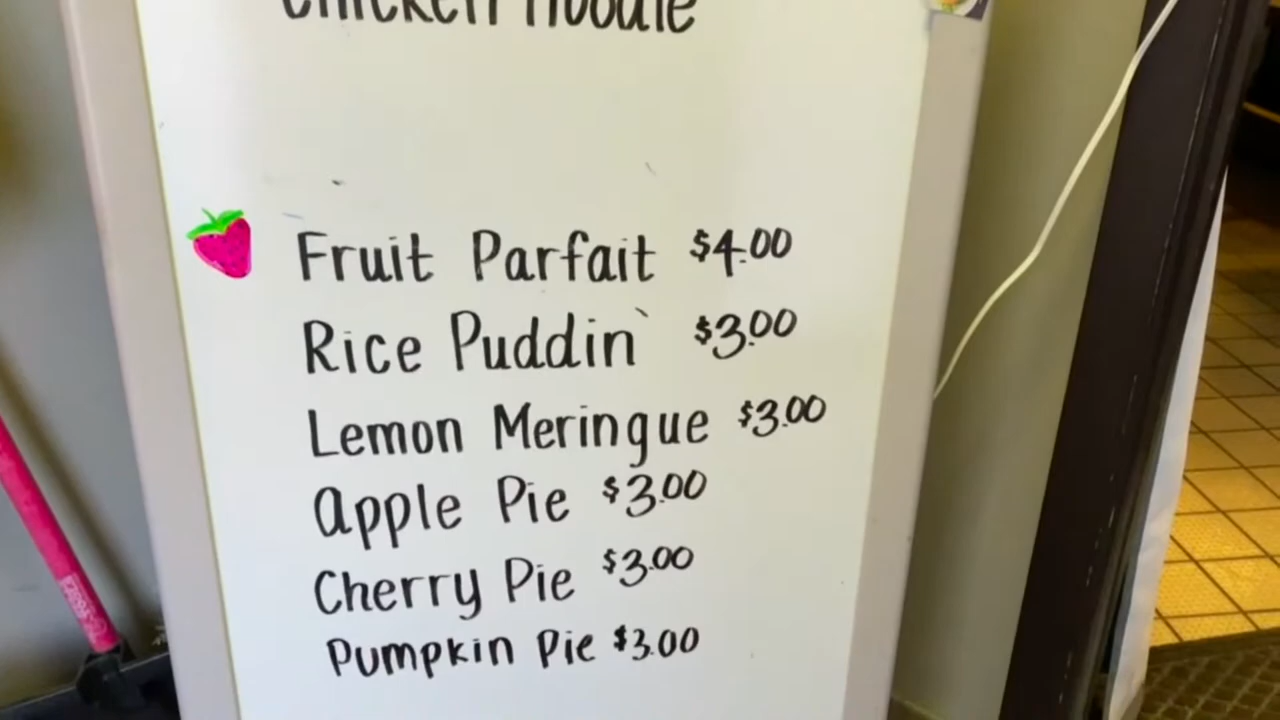 Chicken Noodle
Fruit Parfait $4.00
Rice Puddin` $3.00
Lemon Meringue $3.00
apple Pie $3.00
Cherry Pie $3.00
Pumpkin Pie $3.00